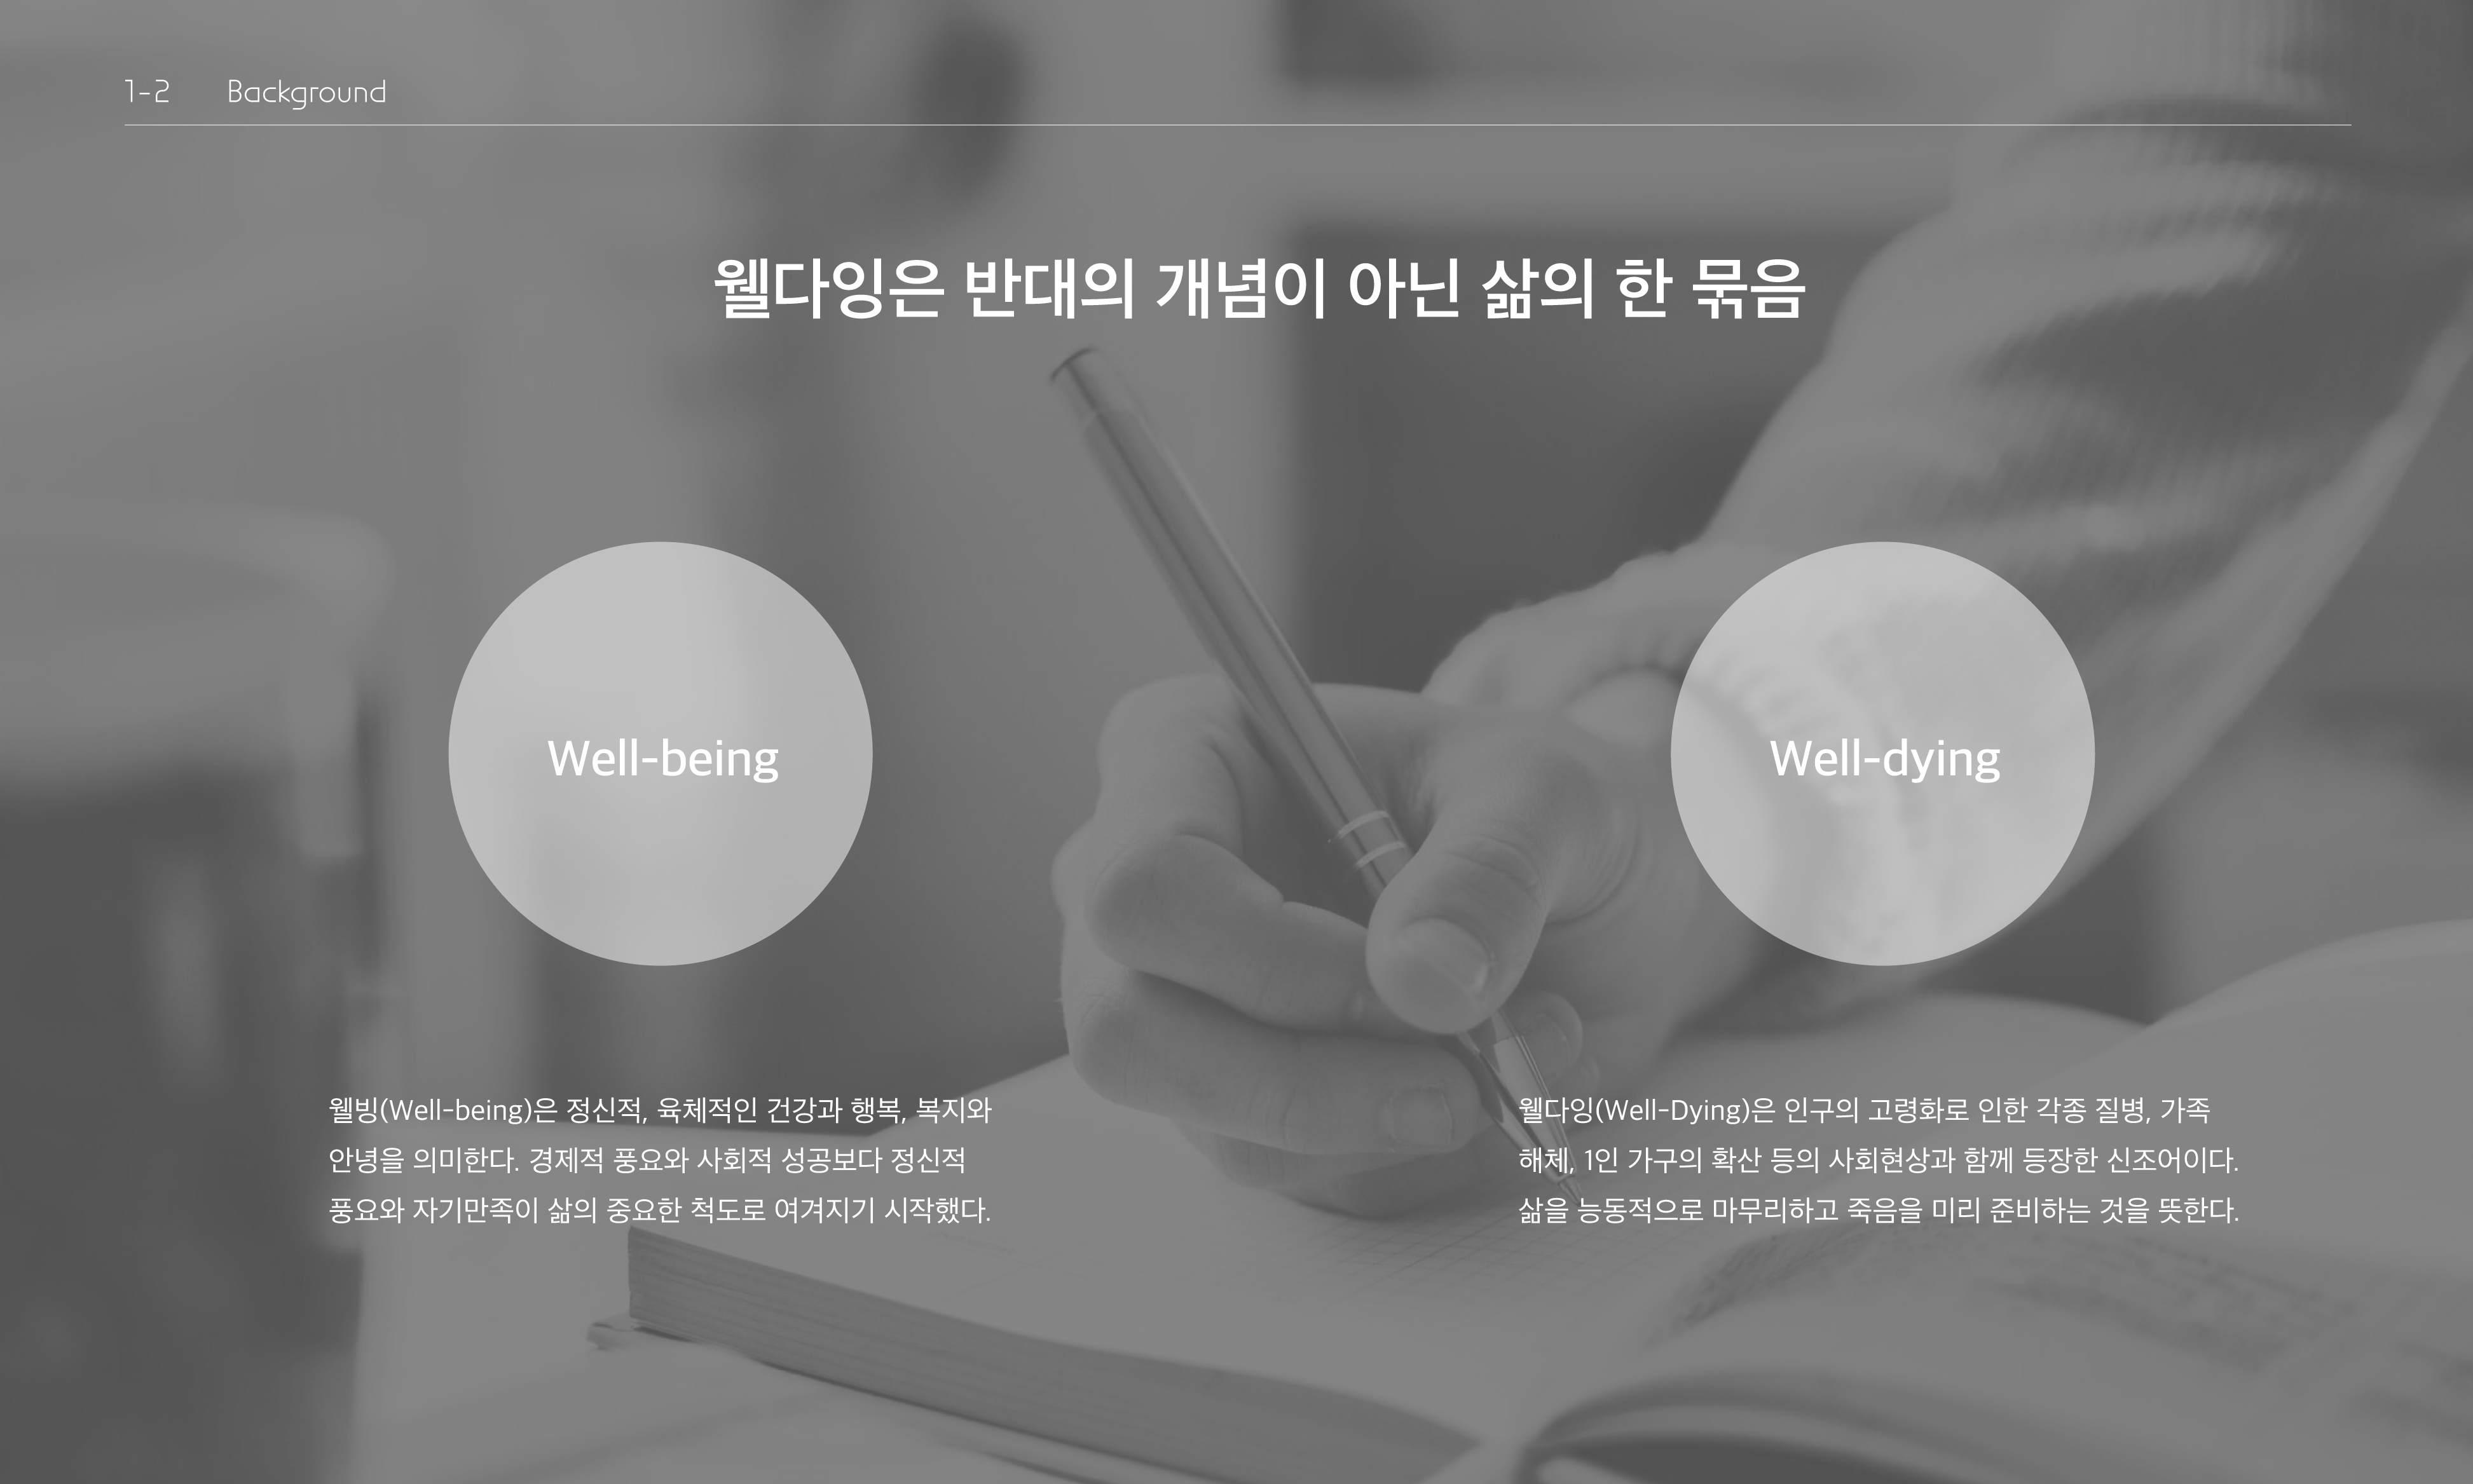 1-2 Background
웰다잉은 반대의 개념이 아닌 삶의 한 묶음
Well-being
Well-dying
웰빙(Well-being)은 정신적, 육체적인 건강과 행복, 복지와
안녕을 의미한다. 경제적 풍요와 사회적 성공보다 정신적
풍요와 자기만족이 삶의 중요한 척도로 여겨지기 시작했다.
웰다잉(Well-Dying)은 인구의 고령화로 인한 각종 질병, 가족
해체, 1인 가구의 확산 등의 사회현상과 함께 등장한 신조어이다.
삶을 능동적으로 마무리하고 죽음을 미리 준비하는 것을 뜻한다.